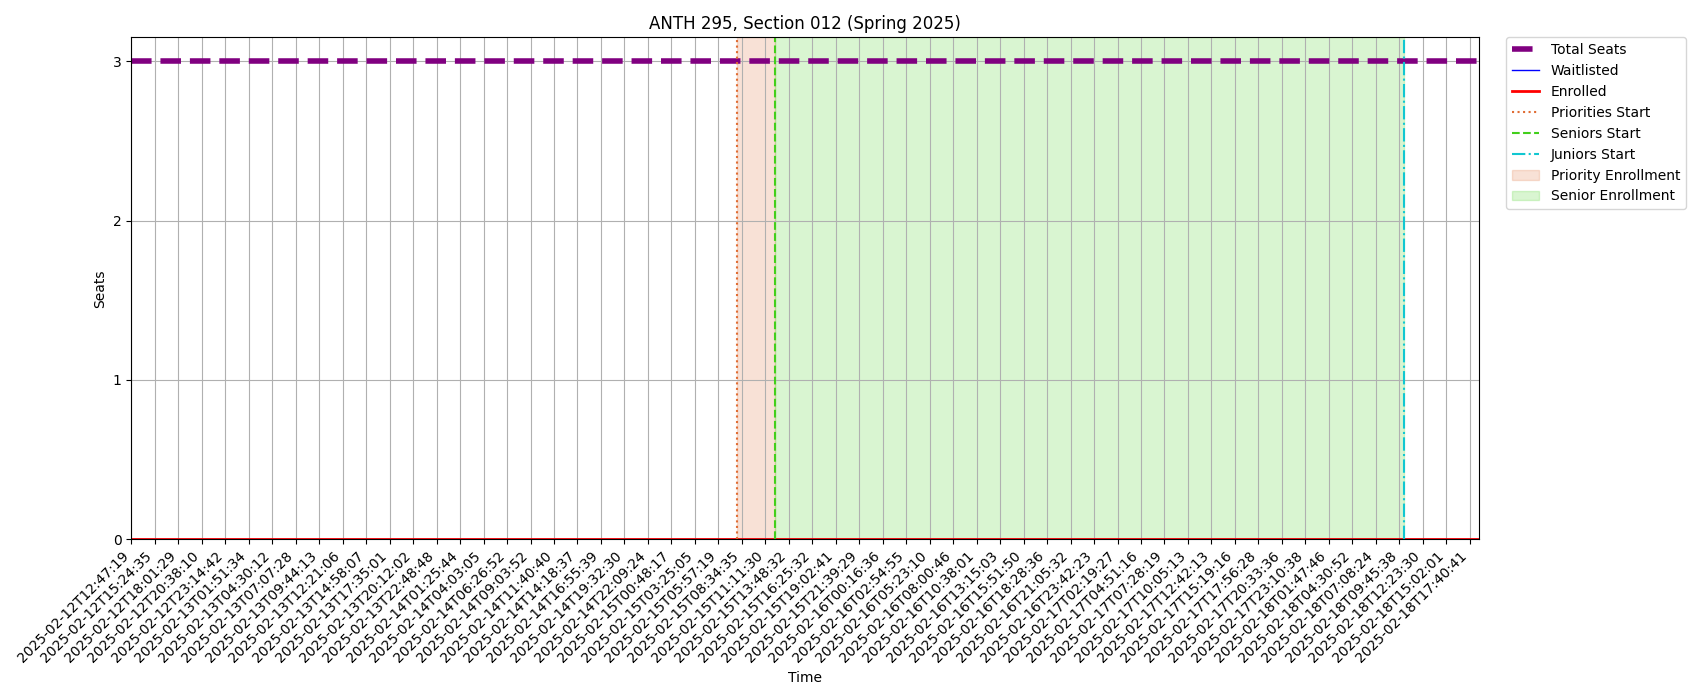 ANTH 295, Section 012 (Spring 2025)
Total Seats
Waitlisted
Enrolled
Priorities Start
Seniors Start
Juniors Start
Priority Enrollment
Senior Enrollment
Seats
3
2
1
0
2025-02-12T12:47:19
2025-02-12T15:24:35
2025-02-12T18:01:29
2025-02-12T20:38:10
2025-02-12T23:14:42
2025-02-13T01:51:34
2025-02-13T04:30:12
2025-02-13T07:07:28
2025-02-13T09:44:13
2025-02-13T12:21:06
2025-02-13T14:58:07
2025-02-13T17:35:01
2025-02-13T20:12:02
2025-02-13T22:48:48
2025-02-14T01:25:44
2025-02-14T04:03:05
2025-02-14T06:26:52
2025-02-14T09:03:52
2025-02-14T11:40:40
2025-02-14T14:18:37
2025-02-14T16:55:39
2025-02-14T19:32:30
2025-02-14T22:09:24
2025-02-15T00:48:17
2025-02-15T03:25:05
2025-02-15T05:57:19
2025-02-15T08:34:35
2025-02-15T11:11:30
2025-02-15T13:48:32
2025-02-15T16:25:32
2025-02-15T19:02:41
2025-02-15T21:39:29
2025-02-16T00:16:36
2025-02-16T02:54:55
2025-02-16T05:23:10
2025-02-16T08:00:46
2025-02-16T10:38:01
2025-02-16T13:15:03
2025-02-16T15:51:50
2025-02-16T18:28:36
2025-02-16T21:05:32
2025-02-16T23:42:23
2025-02-17T02:19:27
2025-02-17T04:51:16
2025-02-17T07:28:19
2025-02-17T10:05:13
2025-02-17T12:42:13
2025-02-17T15:19:16
2025-02-17T17:56:28
2025-02-17T20:33:36
2025-02-17T23:10:38
2025-02-18T01:47:46
2025-02-18T04:30:52
2025-02-18T07:08:24
2025-02-18T09:45:38
2025-02-18T12:23:30
2025-02-18T15:02:01
2025-02-18T17:40:41
Time